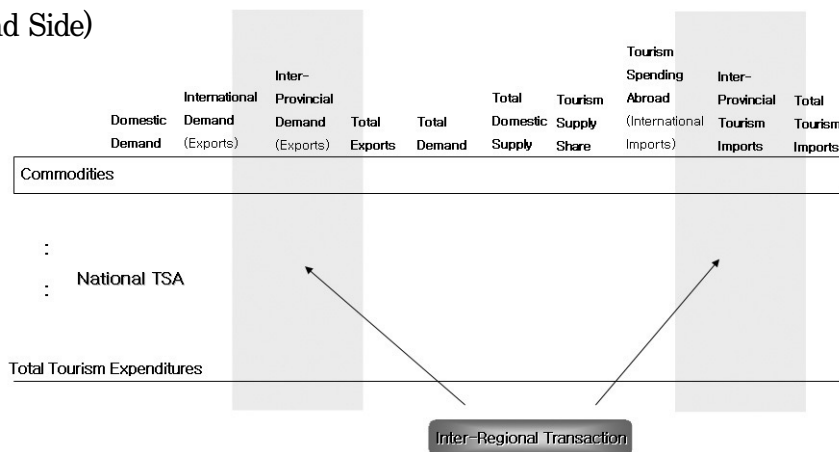 nd Side)
Domestic
Demand
International
Demand
(Exports)
Inter-
Provincial
Demand
(Exports)
Total
Exports
Total
Demand
Total
Domestic
Supply
Tourism
Supply
Share
Tourism
Spending
Abroad
(International
Imports)
Inter-
Provincial
Tourism
Imports
Total
Tourism
Imports
Commodities
:
National TSA
:
Total Tourism Expenditures
Inter-Regional Transaction